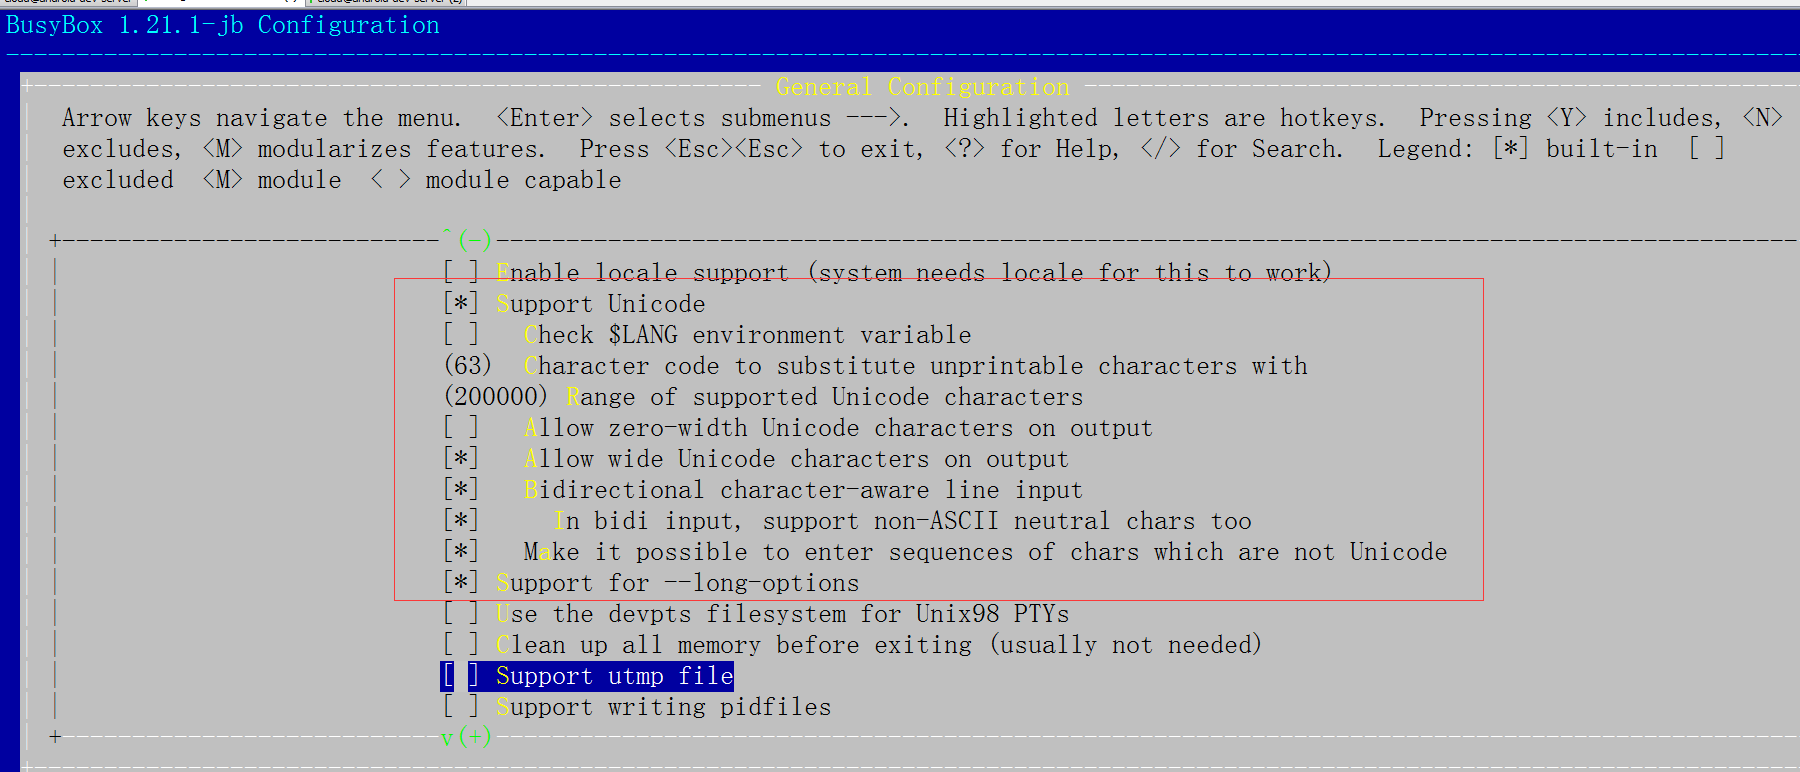 BusyBox 1.21.1-jb Configuration
General Configuration
Arrow keys navigate the menu.  <Enter> selects submenus --->.  Highlighted letters are hotkeys.  Pressing <Y> includes, <N>
excludes, <M> modularizes features.  Press <Esc><Esc> to exit, <?> for Help, </> for Search.  Legend: [*] built-in  [ ]
excluded  <M> module  < > module capable
^(-)
[ ] Enable locale support (system needs locale for this to work)
[*] Support Unicode
[ ]   Check $LANG environment variable
(63)  Character code to substitute unprintable characters with
(200000) Range of supported Unicode characters
[ ]   Allow zero-width Unicode characters on output
[*]   Allow wide Unicode characters on output
[*]   Bidirectional character-aware line input
[*]     In bidi input, support non-ASCII neutral chars too
[*]   Make it possible to enter sequences of chars which are not Unicode
[*] Support for --long-options
[ ] Use the devpts filesystem for Unix98 PTYs
[ ] Clean up all memory before exiting (usually not needed)
[ ] Support utmp file
[ ] Support writing pidfiles
v(+)